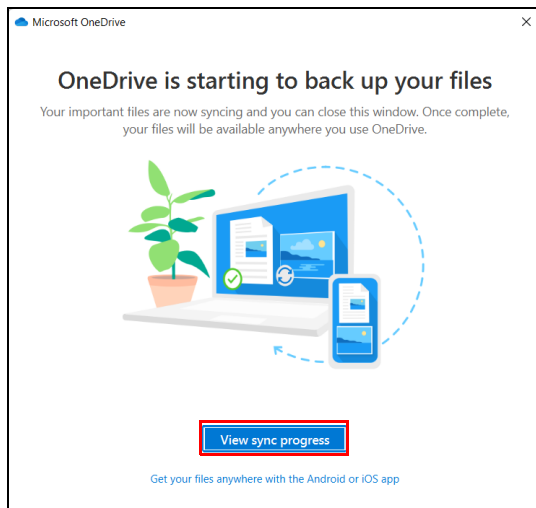 Microsoft OneDrive
OneDrive is starting to back up your files
Your important files are now syncing and you can close this window. Once complete,
your files will be available anywhere you use OneDrive.
View sync progress
Get your files anywhere with the Android or iOS app